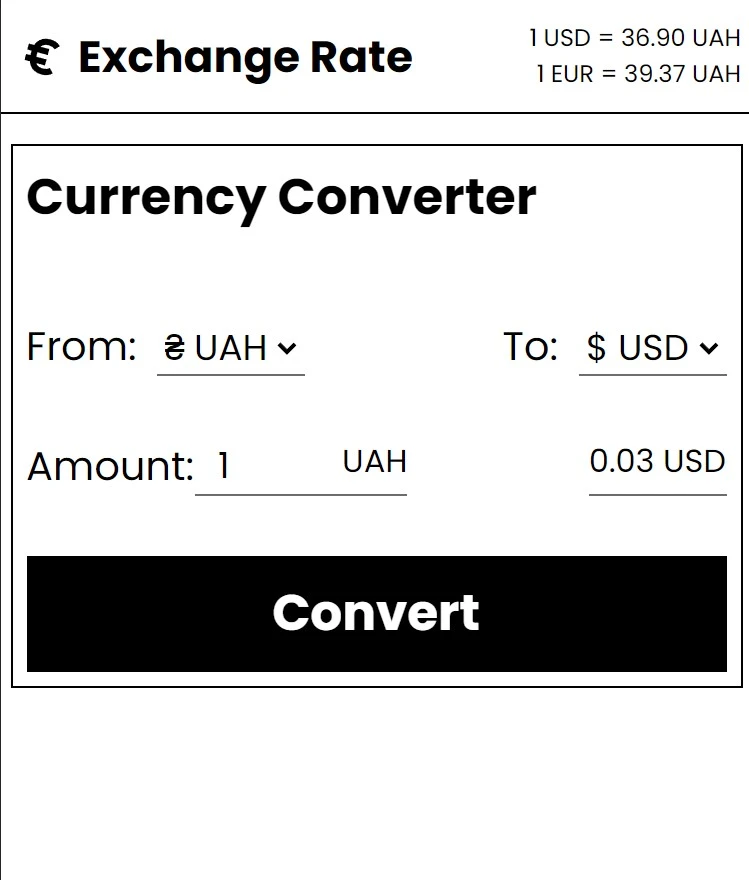 € Exchange Rate
1 USD = 36.90 UAH
1 EUR = 39.37 UAH
Currency Converter
From: ₴ UAH To: $ USD
Amount: 1 UAH 0.03 USD
Convert